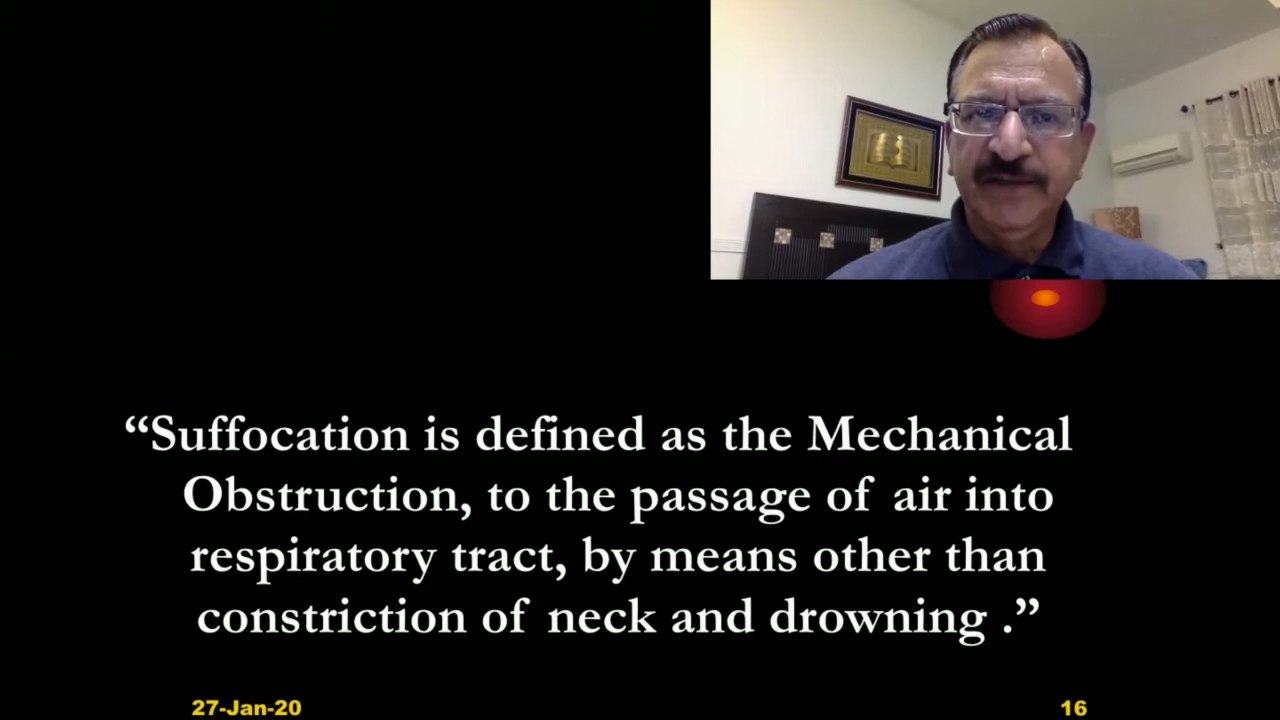 “Suffocation is defined as the Mechanical
Obstruction, to the passage of air into
respiratory tract, by means other than
constriction of neck and drowning .”
27-Jan-20
16